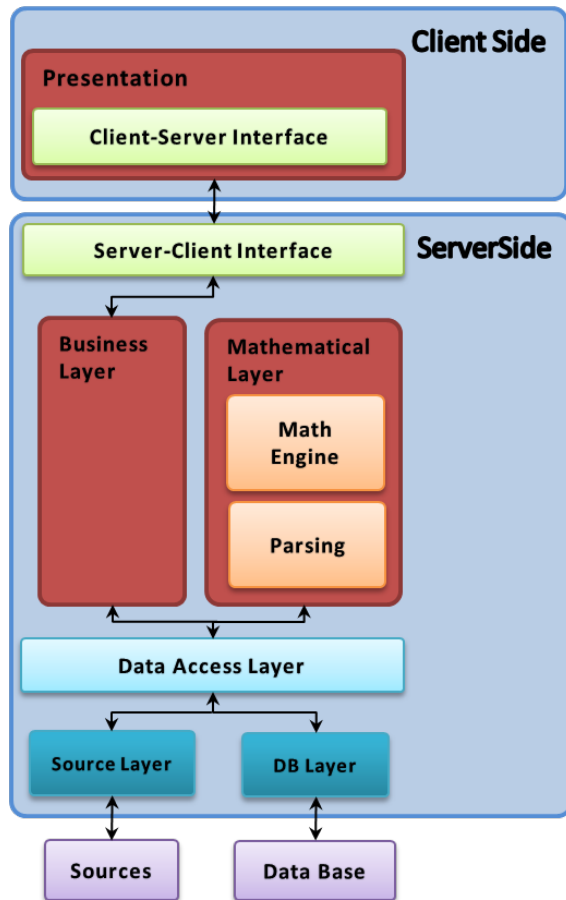 Client Side
Presentation
Client-Server Interface
Server-Client Interface
ServerSide
Business
Layer
Mathematical
Layer
Math
Engine
Parsing
Data Access Layer
Source Layer
DB Layer
Sources
Data Base